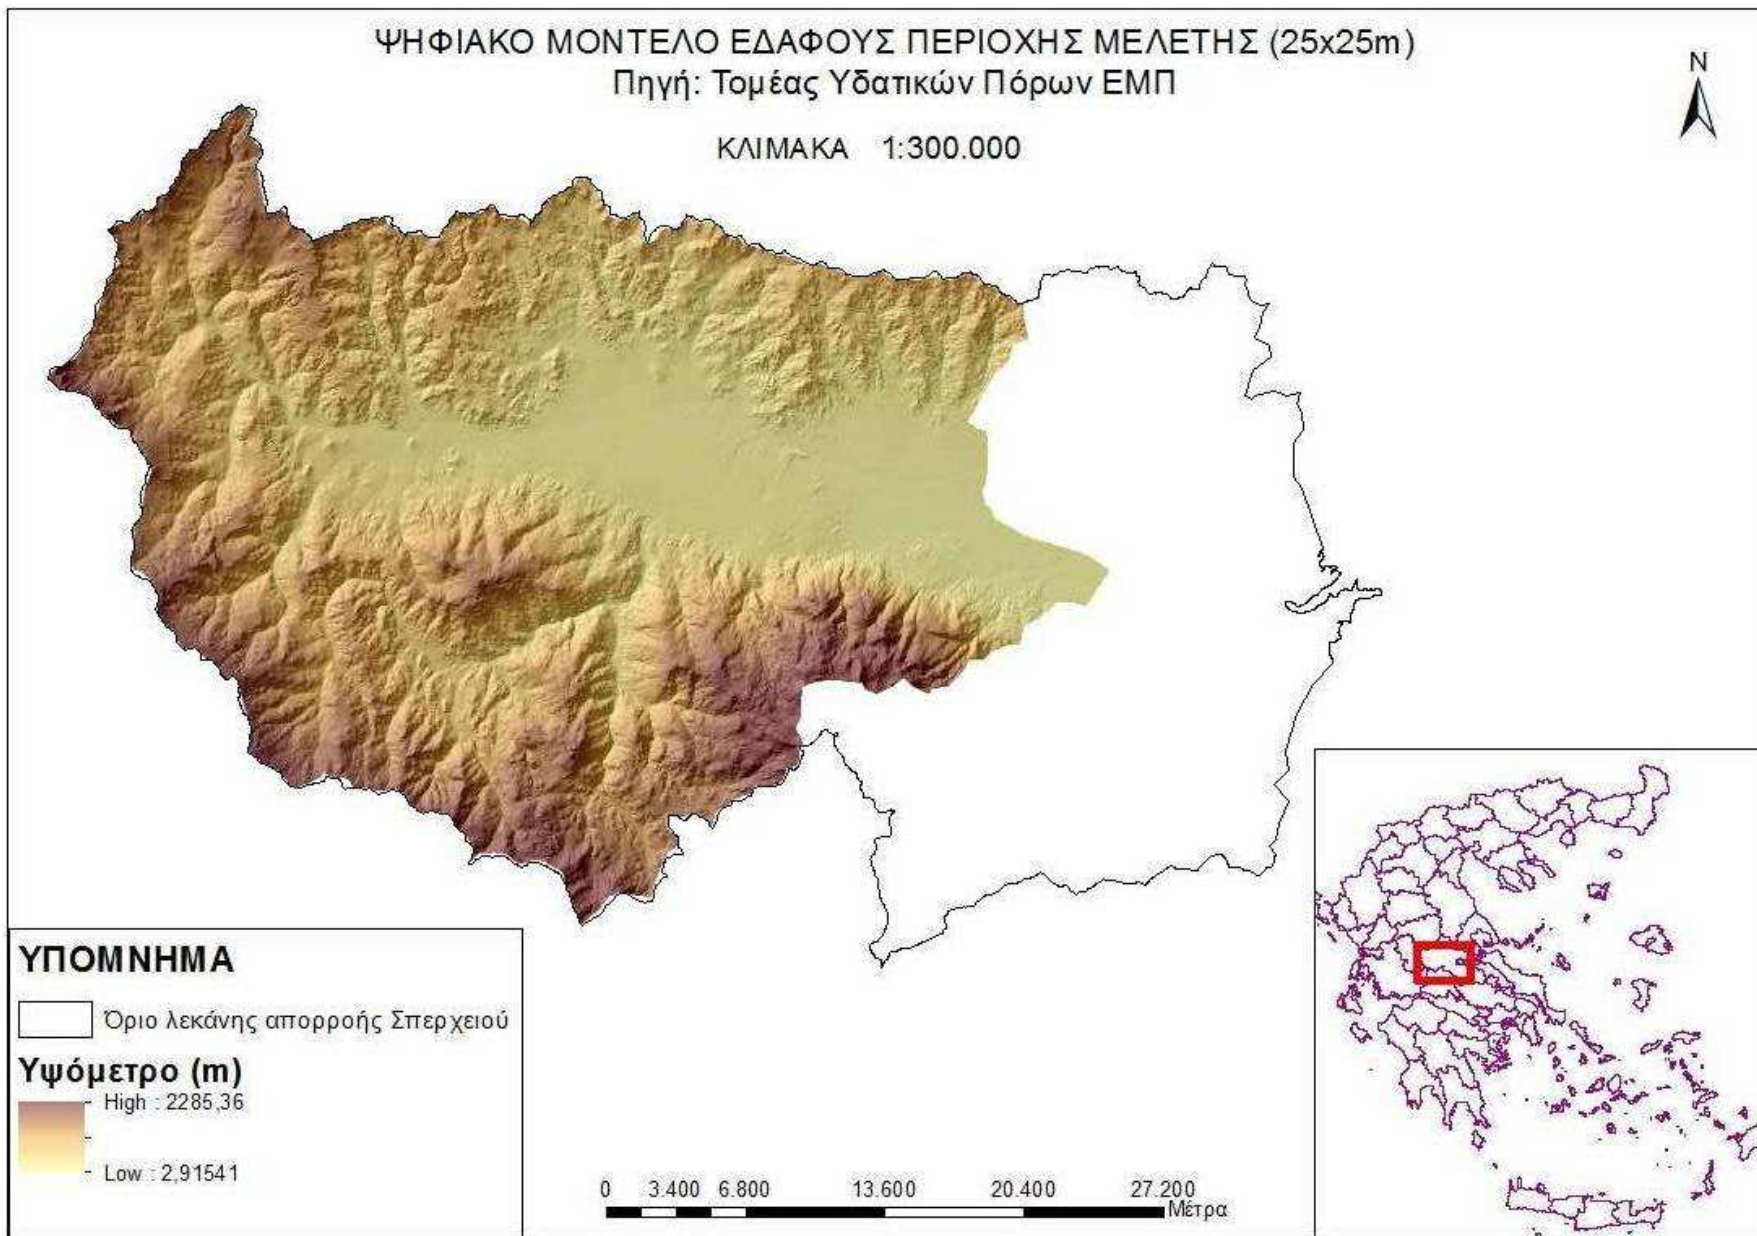 ΨΗΦΙΑΚΟ ΜΟΝΤΕΛΟ ΕΔΑΦΟΥΣ ΠΕΡΙΟΧΗΣ ΜΕΛΕΤΗΣ (25x25m)
Πηγή: Τομέας Υδατικών Πόρων ΕΜΠ
ΚΛΙΜΑΚΑ 1:300.000
N
ΥΠΟΜΝΗΜΑ
Όριο λεκάνης απορροής Σπερχειού
Υψόμετρο (m)
High : 2285,36
Low : 2,91541
0 3.400 6.800 13.600 20.400 27.200
Μέτρα